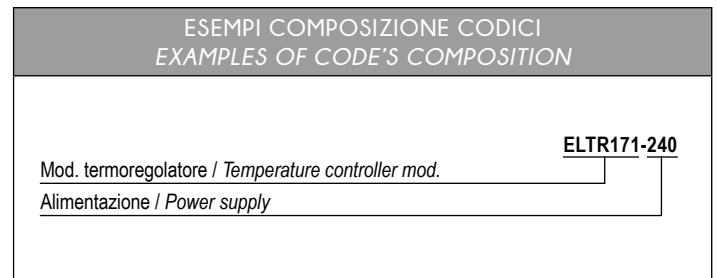 ESEMPI COMPOSIZIONE CODICI
EXAMPLES OF CODE'S COMPOSITION
ELTR171-240
Mod. termoregolatore / Temperature controller mod.
Alimentazione / Power supply